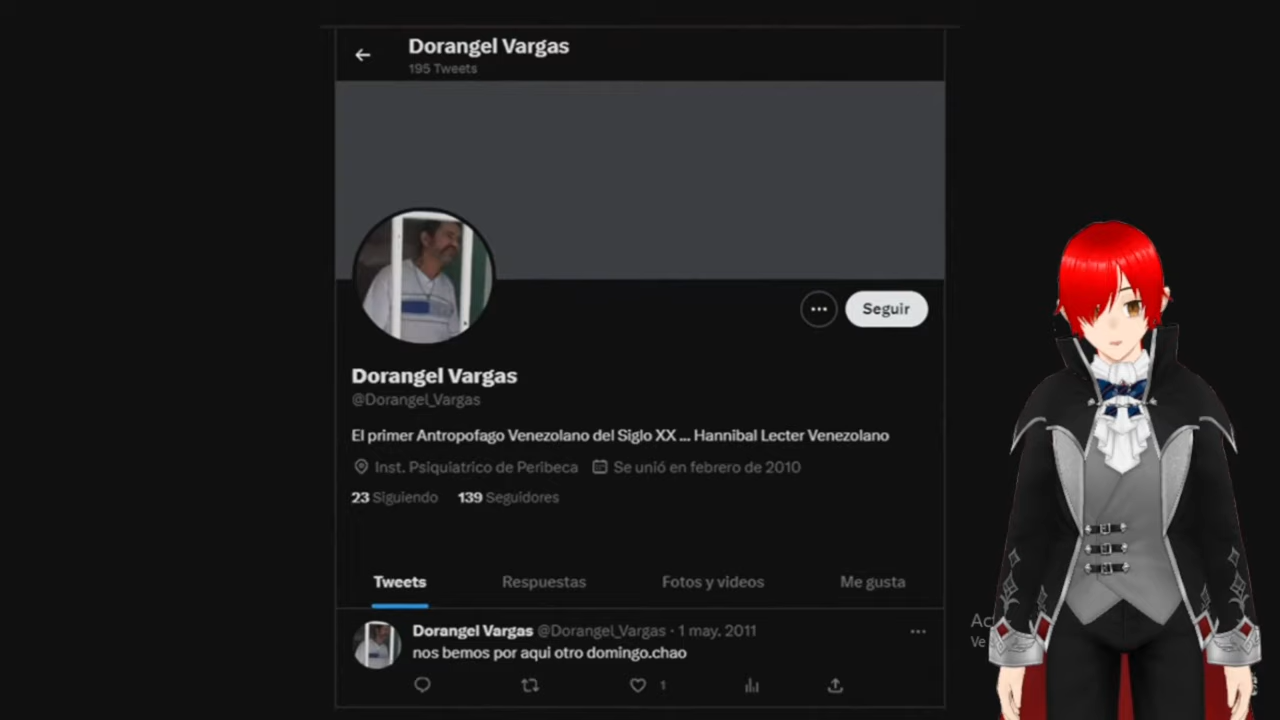 Dorangel Vargas
195 Tweets
Seguir
Dorangel Vargas
@Dorangel_Vargas
El primer Antropofago Venezolano del Siglo XX ... Hannibal Lecter Venezolano
Inst. Psiquiatrico de Peribeca Se unió en febrero de 2010
23 Siguiendo 139 Seguidores
Tweets Respuestas Fotos y videos Me gusta
Dorangel Vargas @Dorangel_Vargas · 1 may. 2011
nos bemos por aqui otro domingo.chao
1